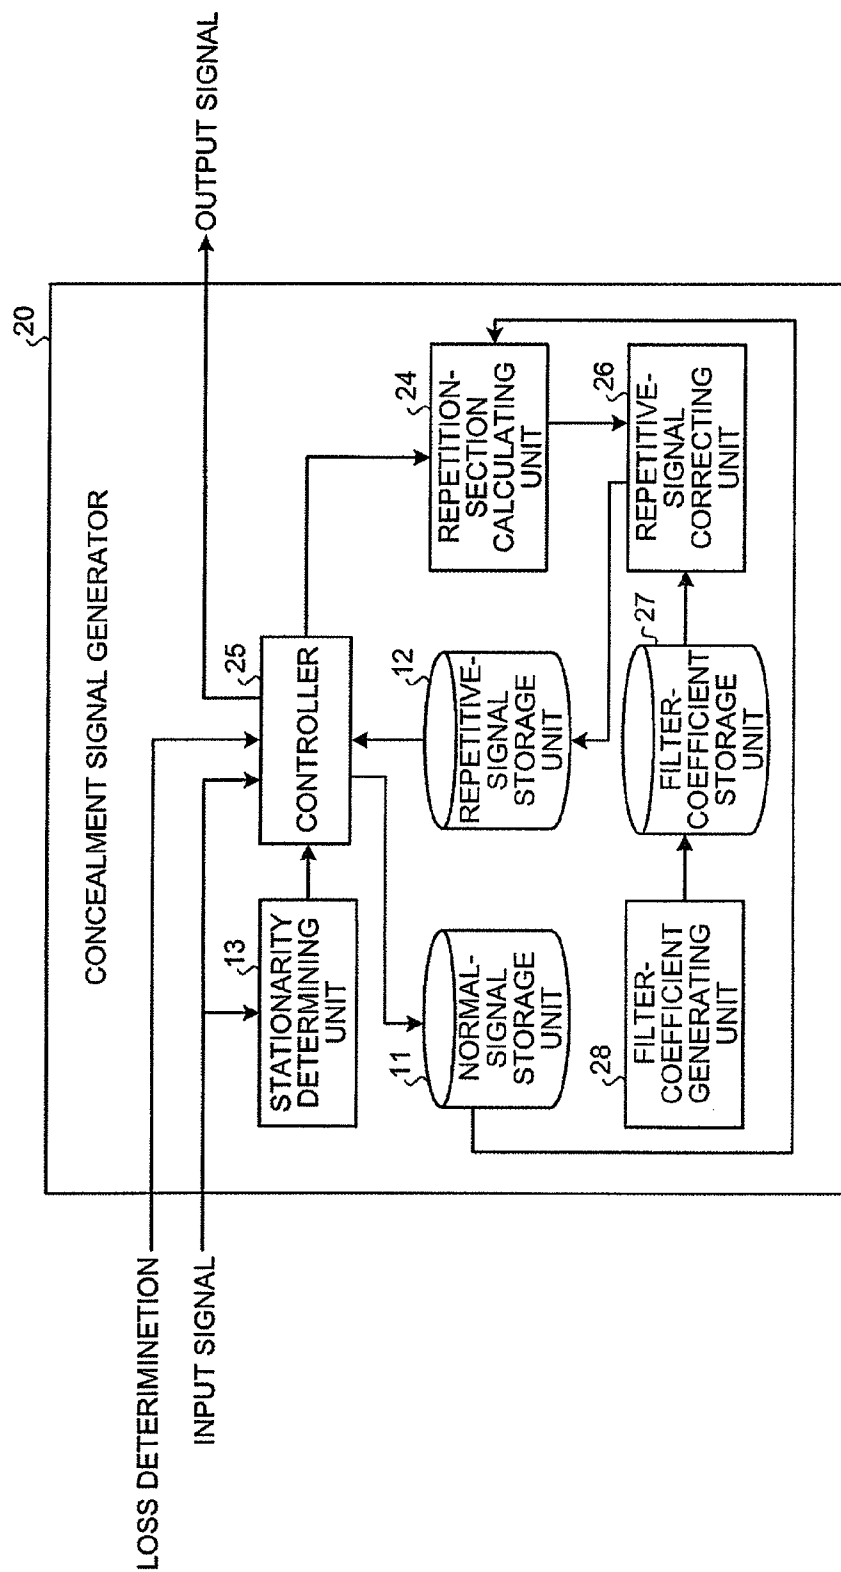 20
CONCEALMENT SIGNAL GENERATOR
LOSS DETERMINETION
INPUT SIGNAL
OUTPUT SIGNAL
13
STATIONARITY
DETERMINING
UNIT
25
CONTROLLER
11
NORMAL-
SIGNAL
STORAGE
UNIT
12
REPETITIVE-
SIGNAL
STORAGE
UNIT
24
REPETITION-
SECTION
CALCULATING
UNIT
28
FILTER-
COEFFICIENT
GENERATING
UNIT
27
FILTER-
COEFFICIENT
STORAGE
UNIT
26
REPETITIVE-
SIGNAL
CORRECTING
UNIT